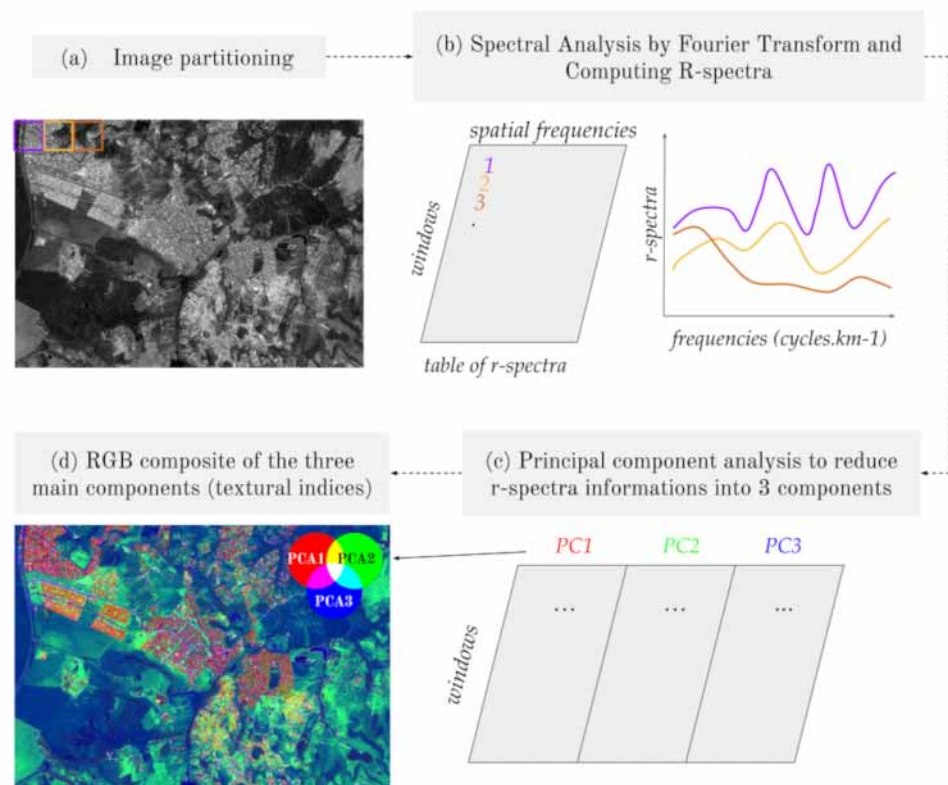 (a) Image partitioning
(b) Spectral Analysis by Fourier Transform and
Computing R-spectra
spatial frequencies
windows
1
2
3
.
table of r-spectra
r-spectra
frequencies (cycles.km-1)
(d) RGB composite of the three
main components (textural indices)
(c) Principal component analysis to reduce
r-spectra informations into 3 components
PCA1
PCA2
PCA3
PC1
PC2
PC3
windows
...
...
...